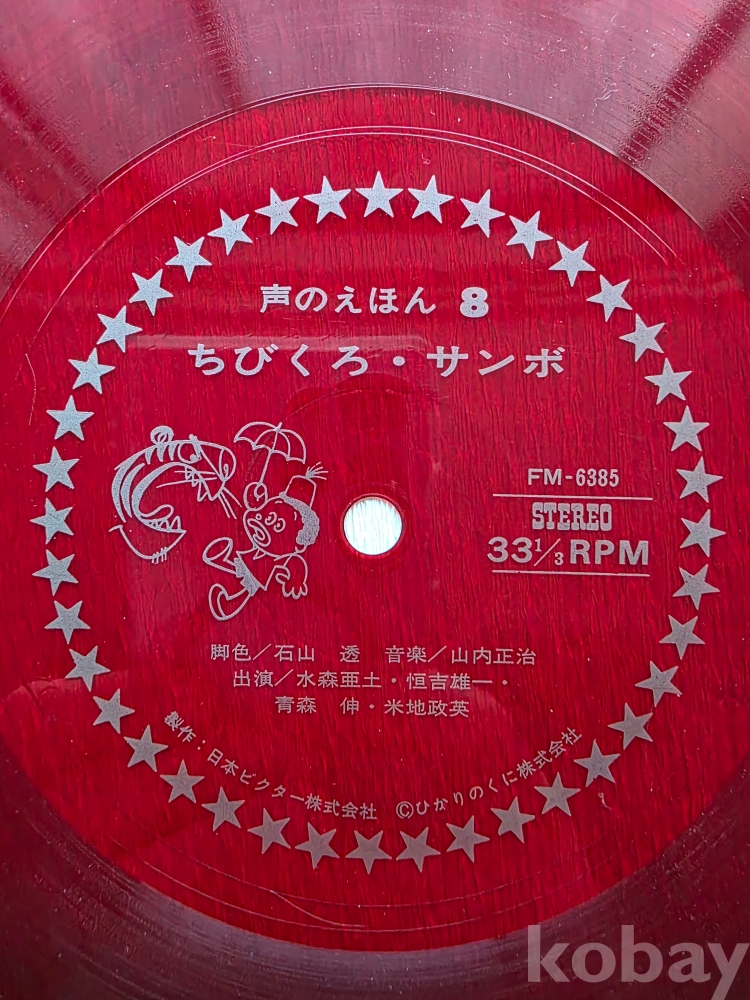 声のえほん 8
ちびくろ・サンボ
FM-6385
STEREO
33⅓ RPM
脚色/石山 透 音楽/山内正治
出演/水森亜土・恒吉雄一・
青森 伸・米地政英
製作:日本ビクター株式会社 ©ひかりのくに株式会社
kobay